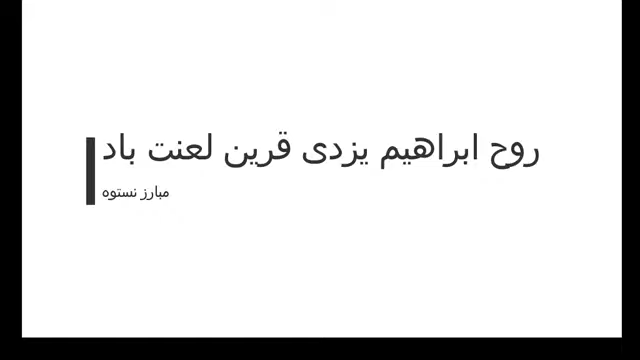 روح ابراهیم یزدی قرین لعنت باد
مبارز نستوه